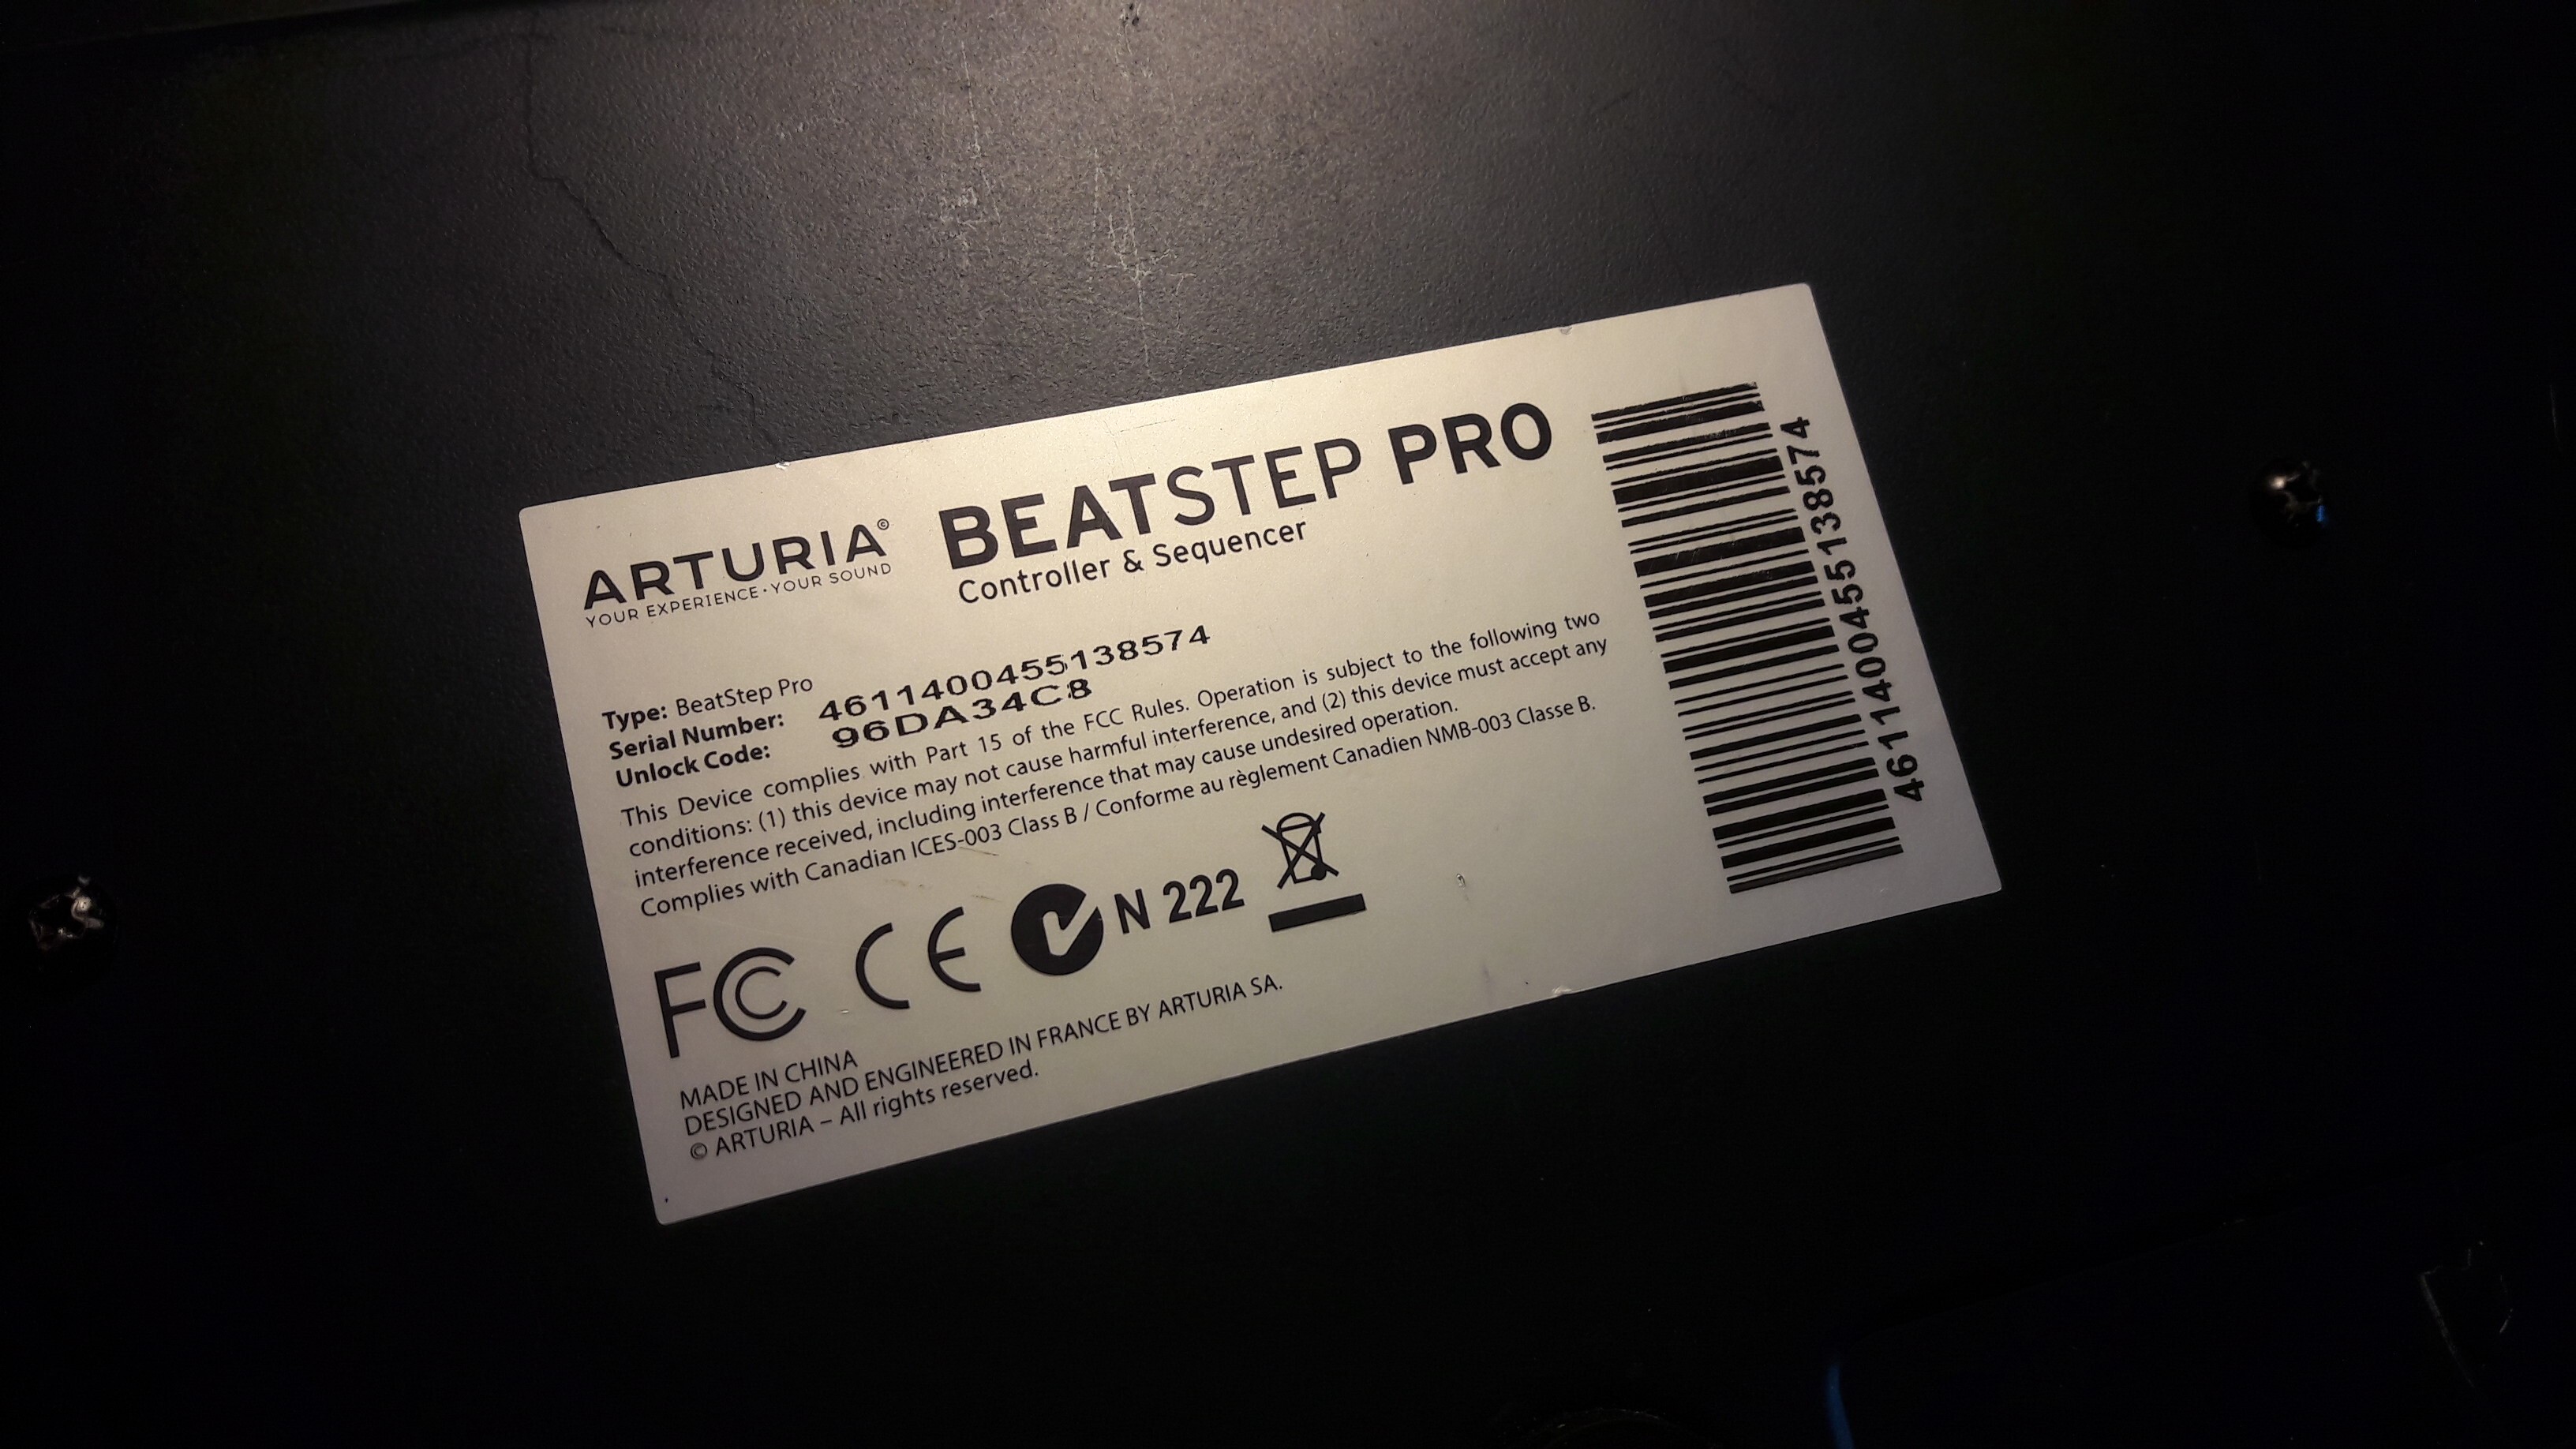 ARTURIA©
YOUR EXPERIENCE · YOUR SOUND
BEATSTEP PRO
Controller & Sequencer
Type: BeatStep Pro
Serial Number: 4611400455138574
Unlock Code: 96DA34C8
This Device complies with Part 15 of the FCC Rules. Operation is subject to the following two
conditions: (1) this device may not cause harmful interference, and (2) this device must accept any
interference received, including interference that may cause undesired operation.
Complies with Canadian ICES-003 Class B / Conforme au règlement Canadien NMB-003 Classe B.
FC CE N 222
MADE IN CHINA
DESIGNED AND ENGINEERED IN FRANCE BY ARTURIA SA.
© ARTURIA – All rights reserved.
4611400455138574